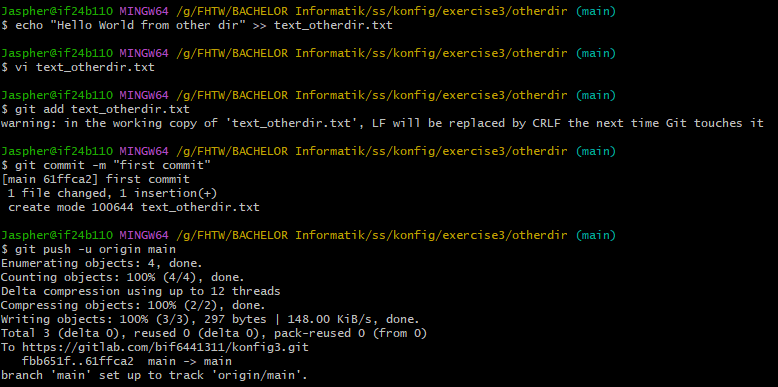 Jaspher@if24b110 MINGW64 /g/FHTW/BACHELOR Informatik/ss/konfig/exercise3/otherdir (main)
$ echo "Hello World from other dir" >> text_otherdir.txt
Jaspher@if24b110 MINGW64 /g/FHTW/BACHELOR Informatik/ss/konfig/exercise3/otherdir (main)
$ vi text_otherdir.txt
Jaspher@if24b110 MINGW64 /g/FHTW/BACHELOR Informatik/ss/konfig/exercise3/otherdir (main)
$ git add text_otherdir.txt
warning: in the working copy of 'text_otherdir.txt', LF will be replaced by CRLF the next time Git touches it
Jaspher@if24b110 MINGW64 /g/FHTW/BACHELOR Informatik/ss/konfig/exercise3/otherdir (main)
$ git commit -m "first commit"
[main 61ffca2] first commit
 1 file changed, 1 insertion(+)
 create mode 100644 text_otherdir.txt
Jaspher@if24b110 MINGW64 /g/FHTW/BACHELOR Informatik/ss/konfig/exercise3/otherdir (main)
$ git push -u origin main
Enumerating objects: 4, done.
Counting objects: 100% (4/4), done.
Delta compression using up to 12 threads
Compressing objects: 100% (2/2), done.
Writing objects: 100% (3/3), 297 bytes | 148.00 KiB/s, done.
Total 3 (delta 0), reused 0 (delta 0), pack-reused 0 (from 0)
To https://gitlab.com/bif6441311/konfig3.git
   fbb651f..61ffca2  main -> main
branch 'main' set up to track 'origin/main'.